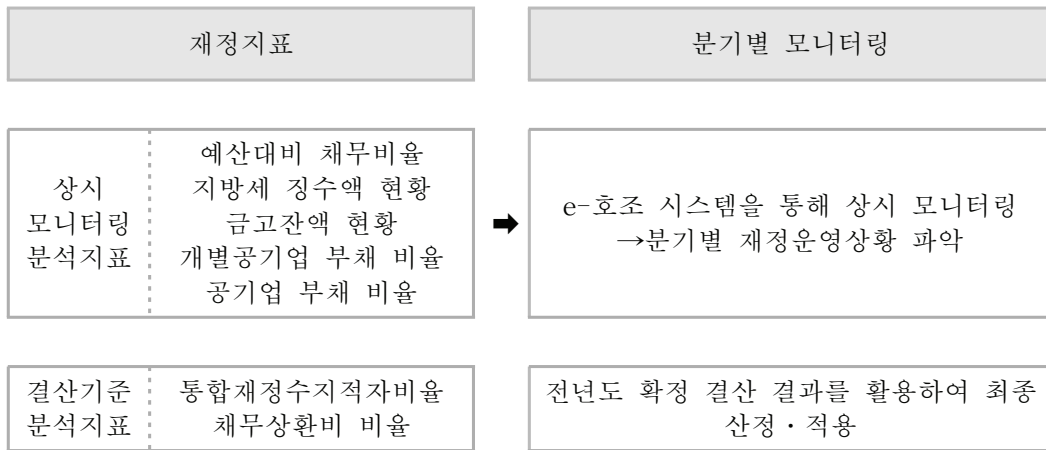 재정지표
분기별 모니터링
상시
모니터링
분석지표
예산대비 채무비율
지방세 징수액 현황
금고잔액 현황
개별공기업 부채 비율
공기업 부채 비율
➡
e-호조 시스템을 통해 상시 모니터링
→분기별 재정운영상황 파악
결산기준
분석지표
통합재정수지적자비율
채무상환비 비율
전년도 확정 결산 결과를 활용하여 최종
산정·적용